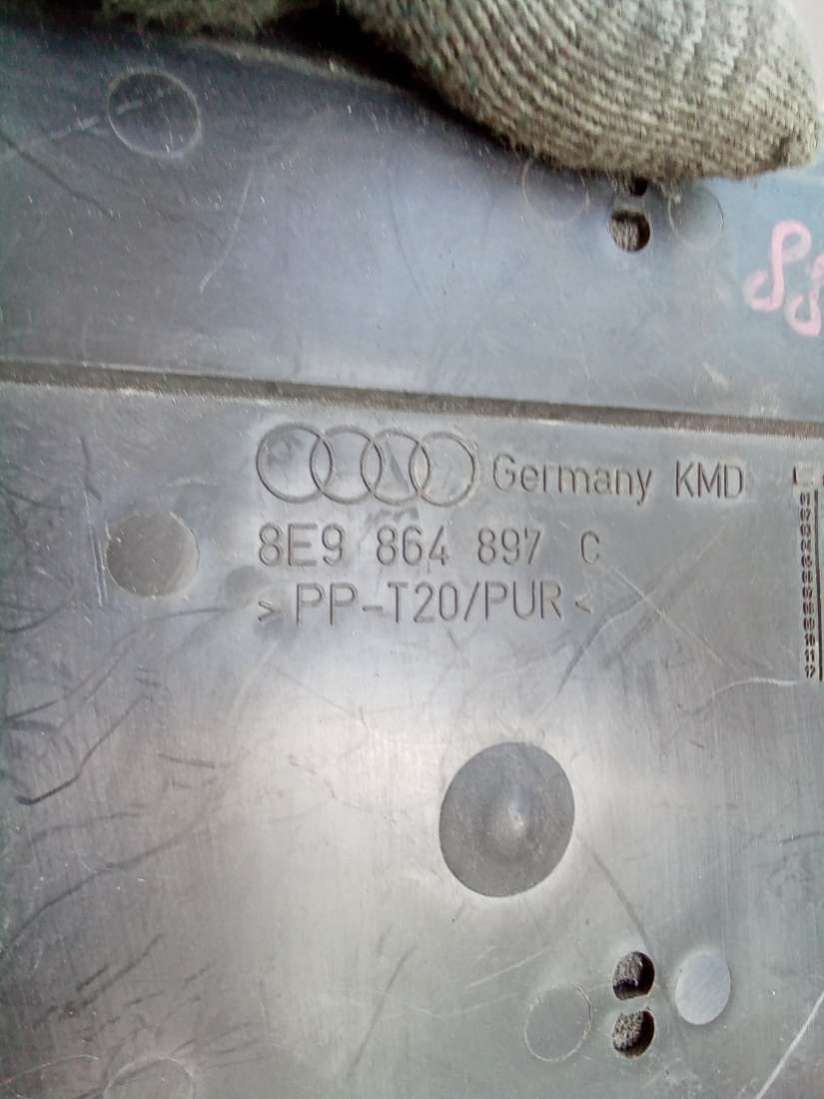 Germany KMD
8E9 864 897 C
>PP-T20/PUR<